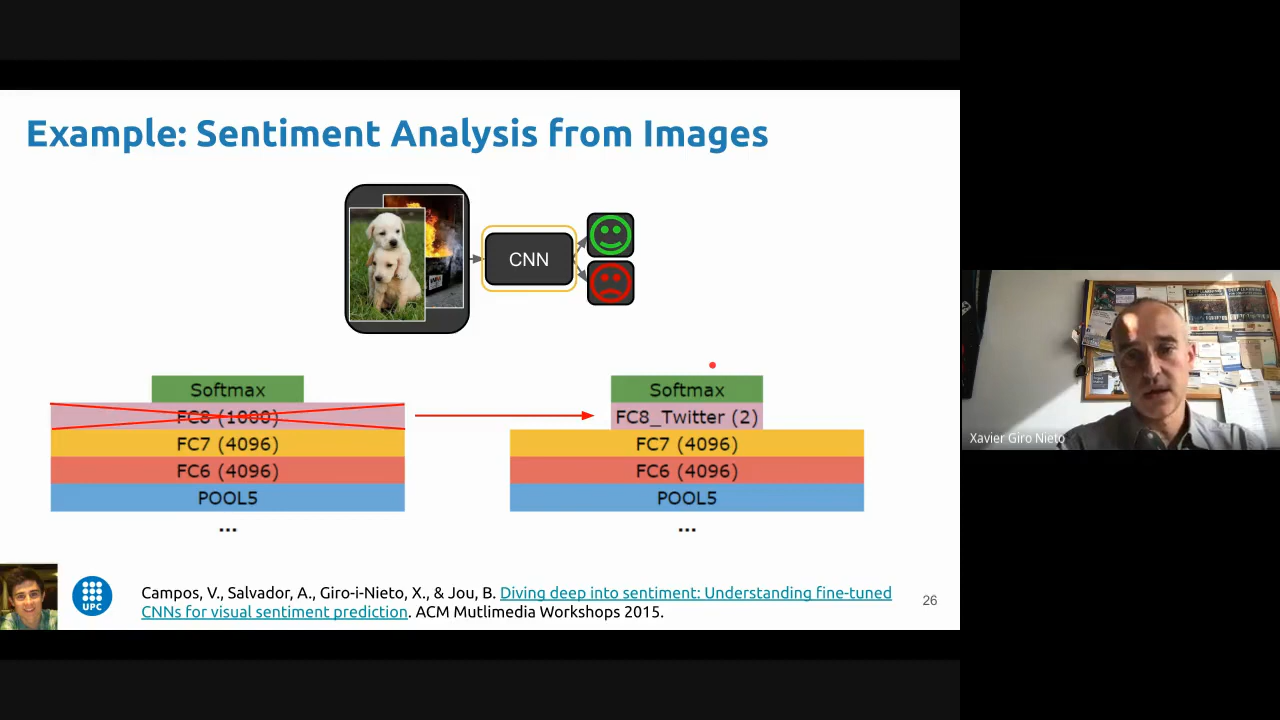 Example: Sentiment Analysis from Images
CNN
Softmax
FC8 (1000)
FC7 (4096)
FC6 (4096)
POOL5
...
Softmax
FC8_Twitter (2)
FC7 (4096)
FC6 (4096)
POOL5
...
UPC
Campos, V., Salvador, A., Giro-i-Nieto, X., & Jou, B. Diving deep into sentiment: Understanding fine-tuned
CNNs for visual sentiment prediction. ACM Mutlimedia Workshops 2015.
26
Xavier Giro Nieto